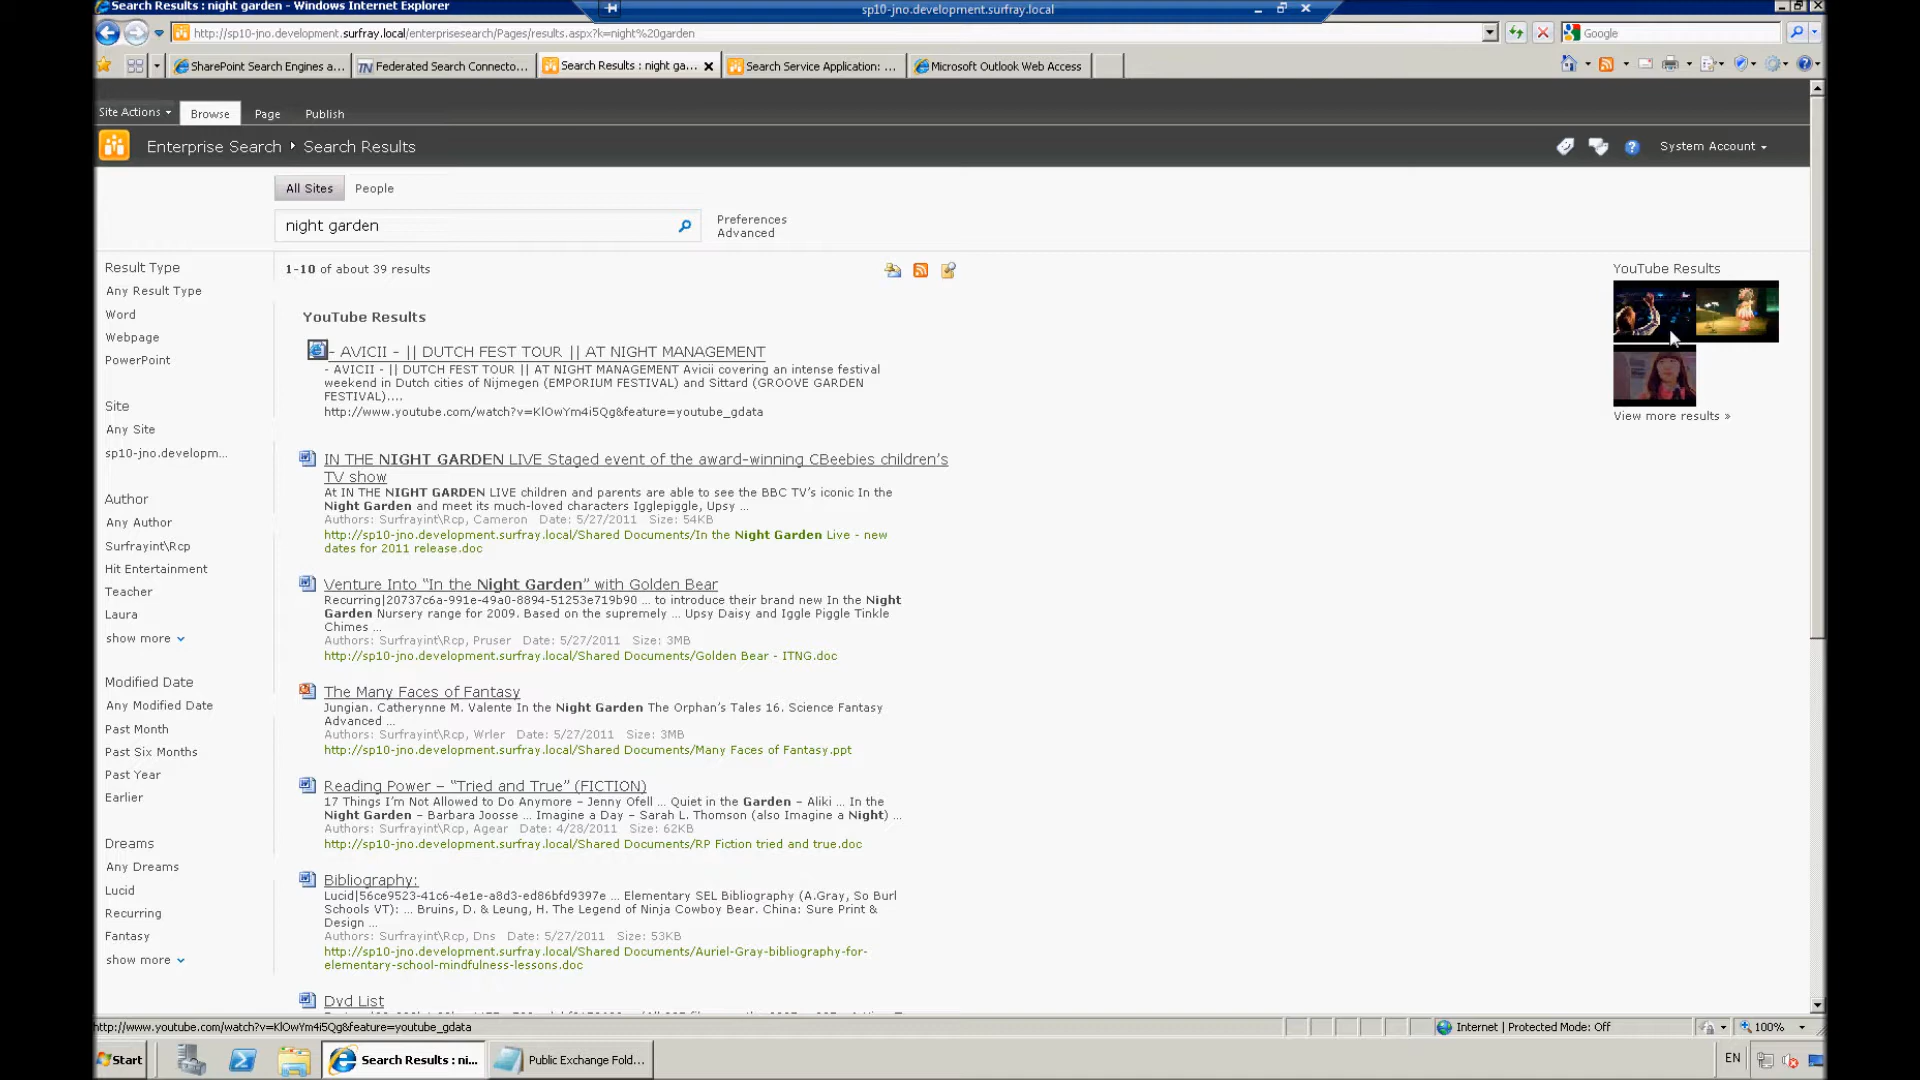 Search Results : night garden - Windows Internet Explorer
sp10-jno.development.surfray.local
http://sp10-jno.development.surfray.local/enterprisesearch/Pages/results.aspx?k=night%20garden
Google
SharePoint Search Engines a...
TN Federated Search Connecto...
Search Results : night ga...
Search Service Application: ...
Microsoft Outlook Web Access
Site Actions
Browse
Page
Publish
Enterprise Search
Search Results
System Account
All Sites
People
night garden
Preferences
Advanced
Result Type
Any Result Type
Word
Webpage
PowerPoint
Site
Any Site
sp10-jno.developm...
Author
Any Author
Surfrayint\Rcp
Hit Entertainment
Teacher
Laura
show more
Modified Date
Any Modified Date
Past Month
Past Six Months
Past Year
Earlier
Dreams
Any Dreams
Lucid
Recurring
Fantasy
show more
1-10 of about 39 results
YouTube Results
- AVICII - || DUTCH FEST TOUR || AT NIGHT MANAGEMENT
- AVICII - || DUTCH FEST TOUR || AT NIGHT MANAGEMENT Avicii covering an intense festival
weekend in Dutch cities of Nijmegen (EMPORIUM FESTIVAL) and Sittard (GROOVE GARDEN
FESTIVAL)....
http://www.youtube.com/watch?v=KlOwYm4i5Qg&feature=youtube_gdata
IN THE NIGHT GARDEN LIVE Staged event of the award-winning CBeebies children's
TV show
At IN THE NIGHT GARDEN LIVE children and parents are able to see the BBC TV's iconic In the
Night Garden and meet its much-loved characters Igglepiggle, Upsy ...
Authors: Surfrayint\Rcp, Cameron Date: 5/27/2011 Size: 54KB
http://sp10-jno.development.surfray.local/Shared Documents/In the Night Garden Live - new
dates for 2011 release.doc
Venture Into "In the Night Garden" with Golden Bear
Recurring|20737c6a-991e-49a0-8894-51253e719b90 ... to introduce their brand new In the Night
Garden Nursery range for 2009. Based on the supremely ... Upsy Daisy and Iggle Piggle Tinkle
Chimes ...
Authors: Surfrayint\Rcp, Pruser Date: 5/27/2011 Size: 3MB
http://sp10-jno.development.surfray.local/Shared Documents/Golden Bear - ITNG.doc
The Many Faces of Fantasy
Jungian. Catherynne M. Valente In the Night Garden The Orphan's Tales 16. Science Fantasy
Advanced ...
Authors: Surfrayint\Rcp, Wrler Date: 5/27/2011 Size: 3MB
http://sp10-jno.development.surfray.local/Shared Documents/Many Faces of Fantasy.ppt
Reading Power – "Tried and True" (FICTION)
17 Things I'm Not Allowed to Do Anymore – Jenny Ofell ... Quiet in the Garden – Aliki ... In the
Night Garden – Barbara Joosse ... Imagine a Day – Sarah L. Thomson (also Imagine a Night) ...
Authors: Surfrayint\Rcp, Agear Date: 4/28/2011 Size: 62KB
http://sp10-jno.development.surfray.local/Shared Documents/RP Fiction tried and true.doc
Bibliography:
Lucid|56ce9523-41c6-4e1e-a8d3-ed86bfd9397e ... Elementary SEL Bibliography (A.Gray, So Burl
Schools VT): ... Bruins, D. & Leung, H. The Legend of Ninja Cowboy Bear. China: Sure Print &
Design ...
Authors: Surfrayint\Rcp, Dns Date: 5/27/2011 Size: 53KB
http://sp10-jno.development.surfray.local/Shared Documents/Auriel-Gray-bibliography-for-
elementary-school-mindfulness-lessons.doc
Dvd List
YouTube Results
View more results »
http://www.youtube.com/watch?v=KlOwYm4i5Qg&feature=youtube_gdata
Internet | Protected Mode: Off
100%
Start
Search Results : ni...
Public Exchange Fold...
EN